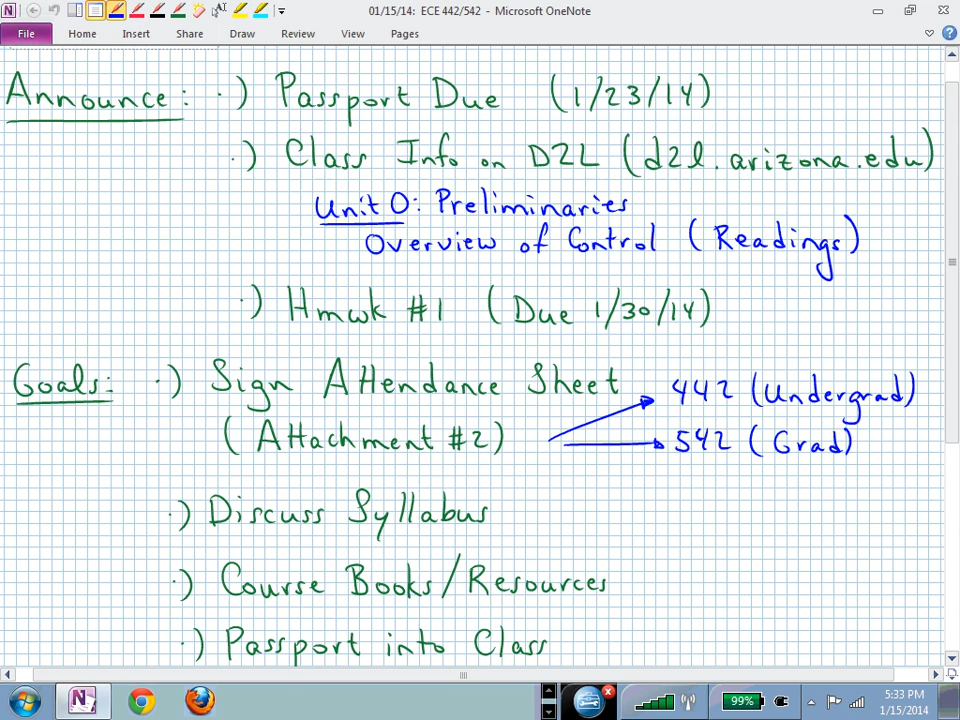 01/15/14: ECE 442/542 - Microsoft OneNote
File Home Insert Share Draw Review View Pages
Announce: ·) Passport Due (1/23/14)
·) Class Info on D2L (d2l.arizona.edu)
Unit 0: Preliminaries
Overview of Control (Readings)
·) Hmwk #1 (Due 1/30/14)
Goals: ·) Sign Attendance Sheet
442 (Undergrad)
(Attachment #2)
542 (Grad)
·) Discuss Syllabus
·) Course Books/Resources
·) Passport into Class
99%
5:33 PM
1/15/2014